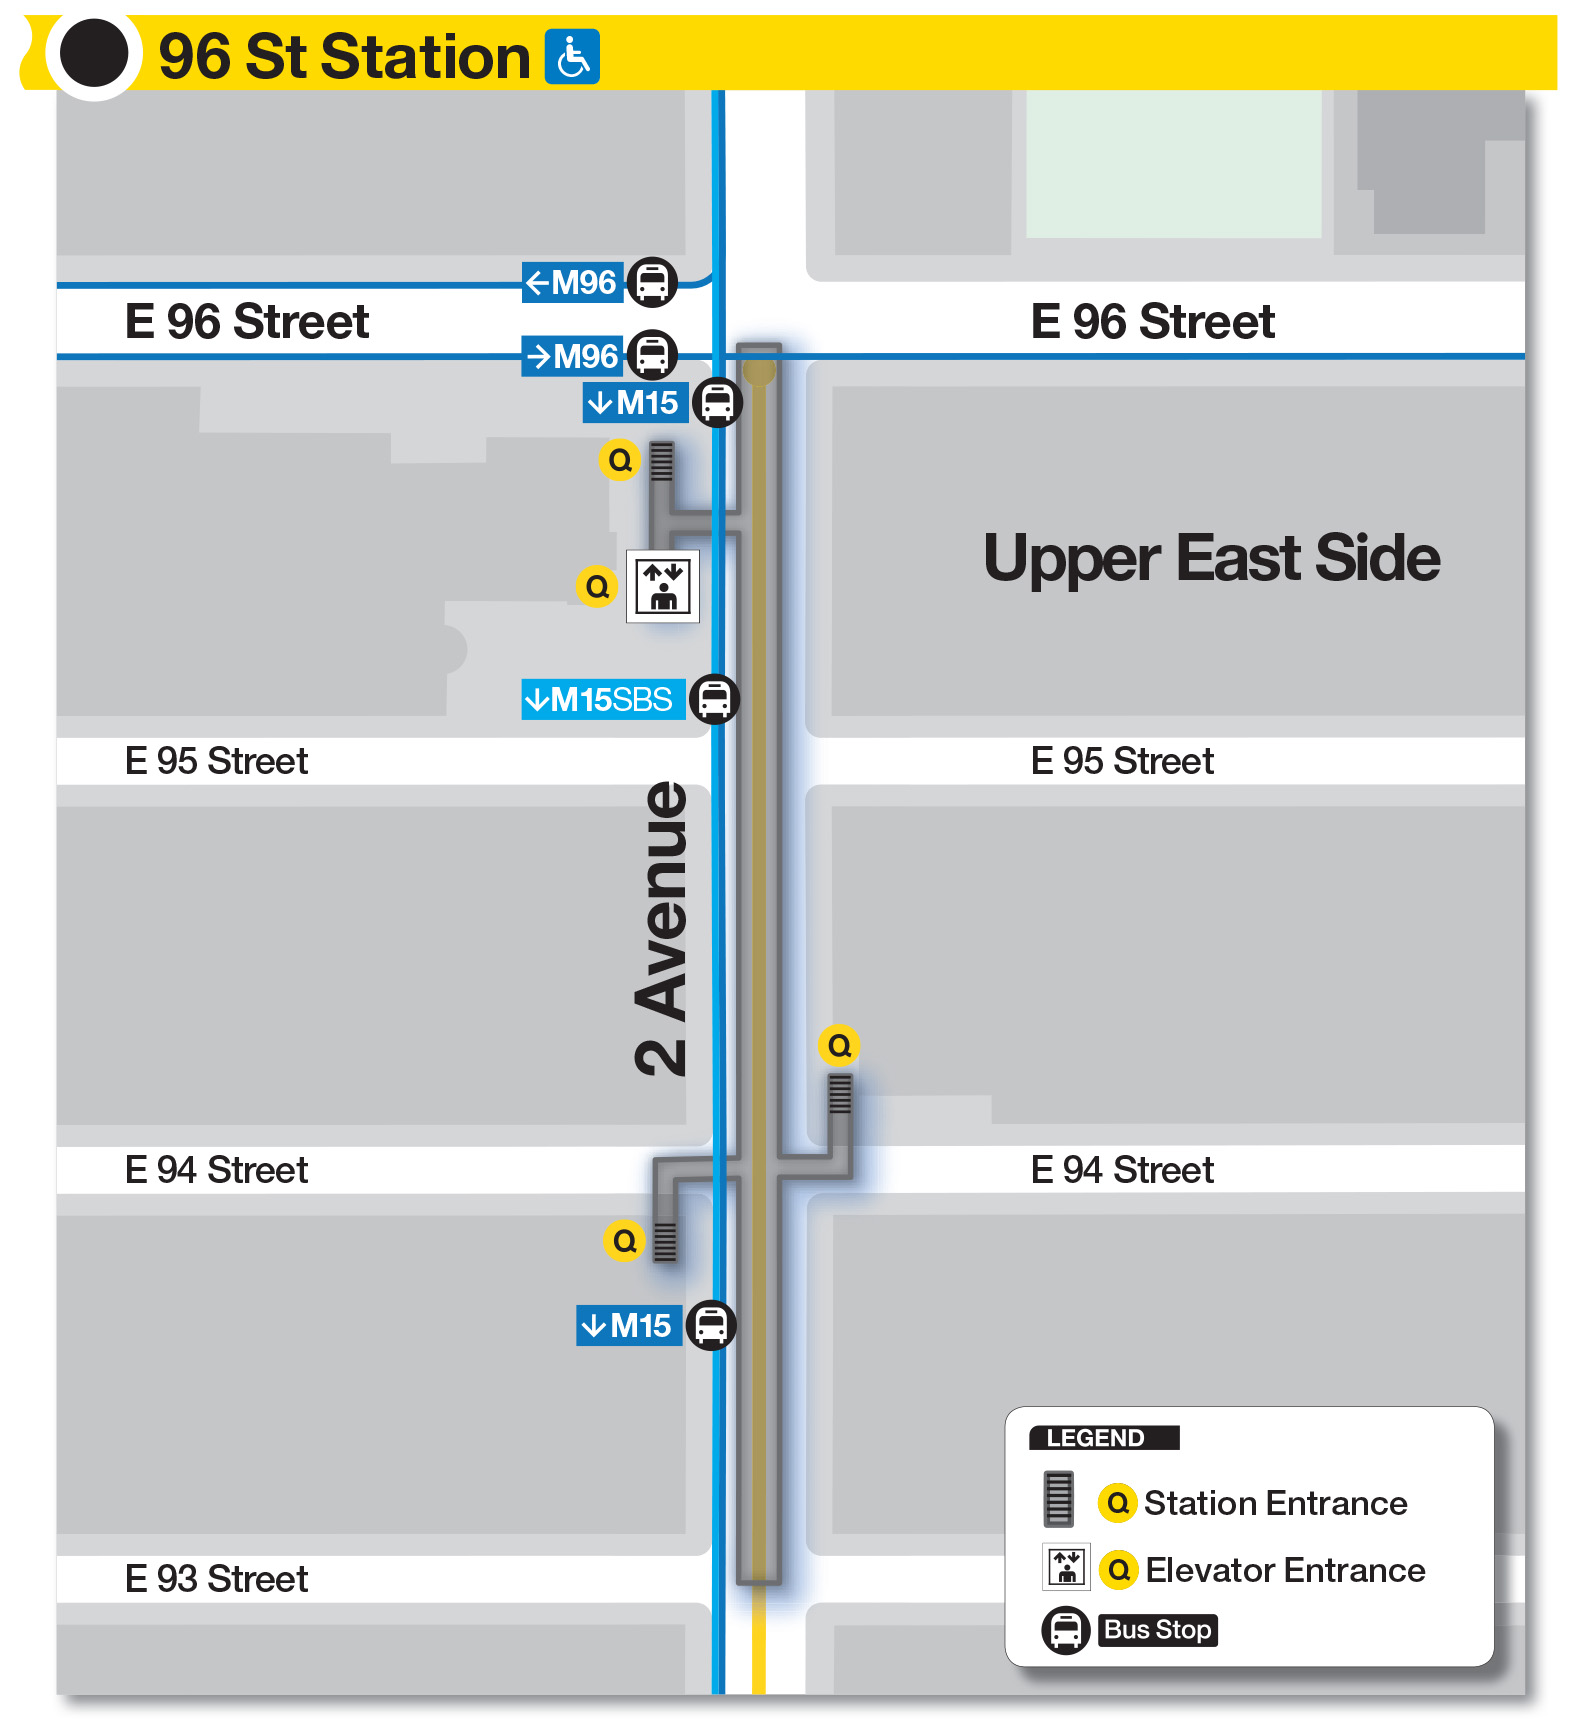 96 St Station
←M96
E 96 Street
E 96 Street
→M96
↓M15
Q
Upper East Side
Q
↓M15SBS
E 95 Street
E 95 Street
2 Avenue
Q
E 94 Street
E 94 Street
Q
↓M15
LEGEND
Q Station Entrance
Q Elevator Entrance
Bus Stop
E 93 Street